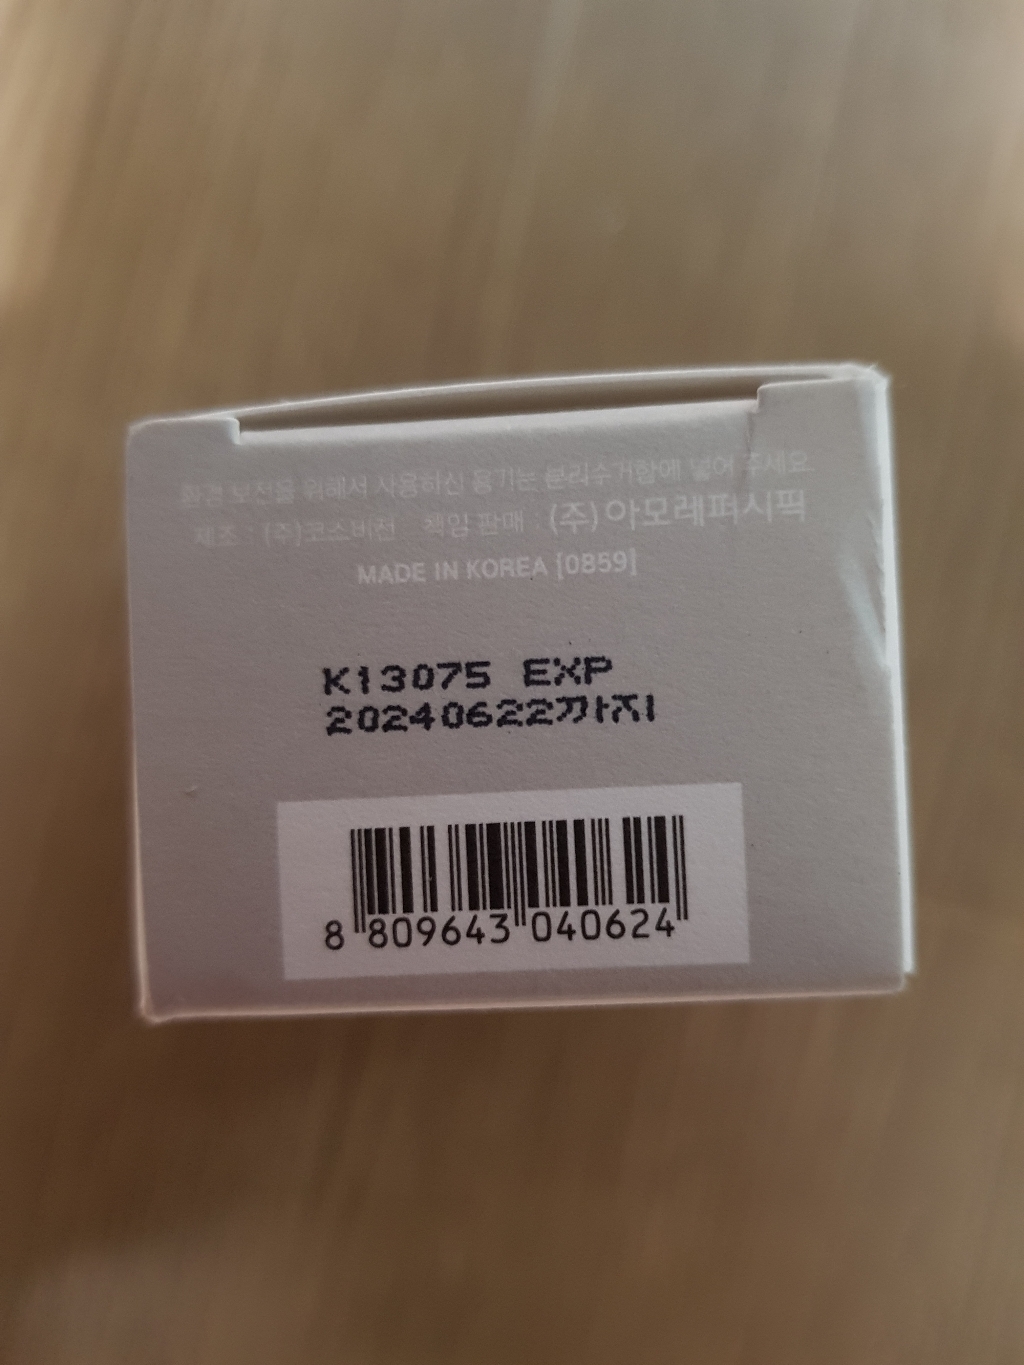 환경 보전을 위해서 사용하신 용기는 분리수거함에 넣어 주세요.
제조 : (주)코스비전 책임 판매 : (주)아모레퍼시픽
MADE IN KOREA [0859]
K13075 EXP
20240622까지
8 809643 040624